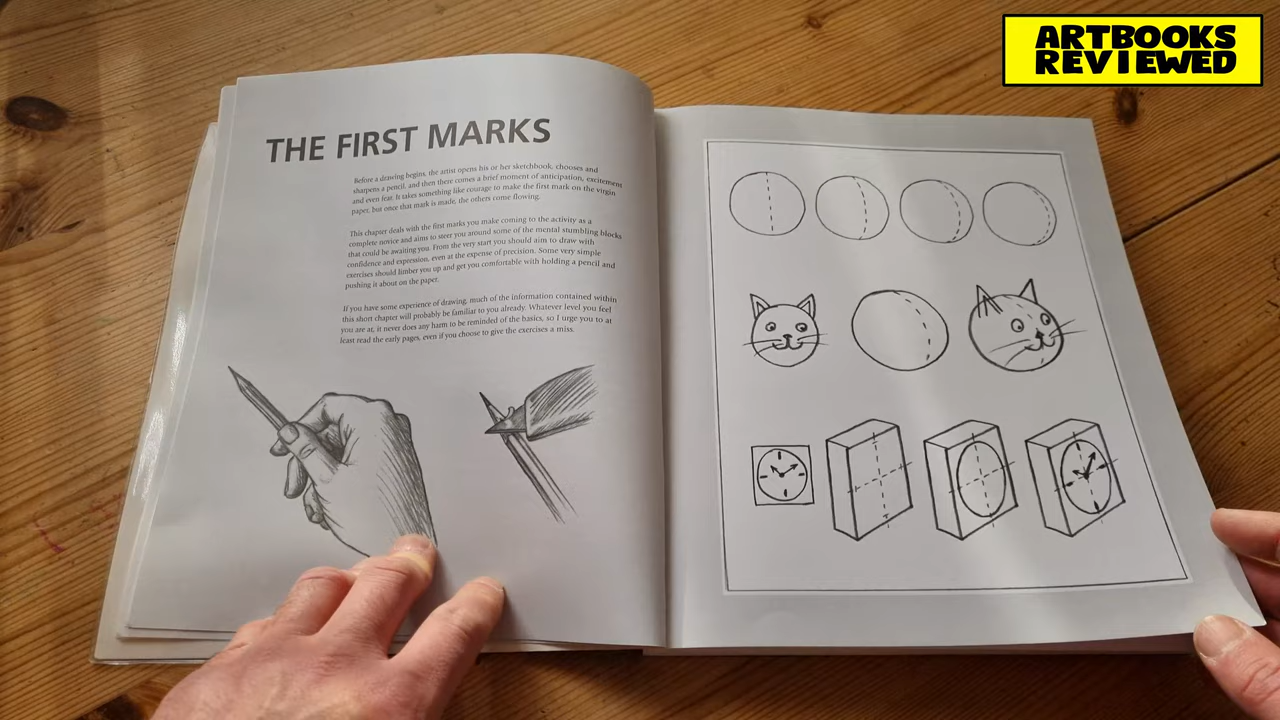 ARTBOOKS
REVIEWED
THE FIRST MARKS
Before a drawing begins, the artist opens his or her sketchbook, chooses and
sharpens a pencil, and then there comes a brief moment of anticipation, excitement
and even fear. It takes something like courage to make the first mark on the virgin
paper, but once that mark is made, the others come flowing.
This chapter deals with the first marks you make coming to the activity as a
complete novice and aims to steer you around some of the mental stumbling blocks
that could be awaiting you. From the very start you should aim to draw with
confidence and expression, even at the expense of precision. Some very simple
exercises should limber you up and get you comfortable with holding a pencil and
pushing it about on the paper.
If you have some experience of drawing, much of the information contained within
this short chapter will probably be familiar to you already. Whatever level you feel
you are at, it never does any harm to be reminded of the basics, so I urge you to at
least read the early pages, even if you choose to give the exercises a miss.